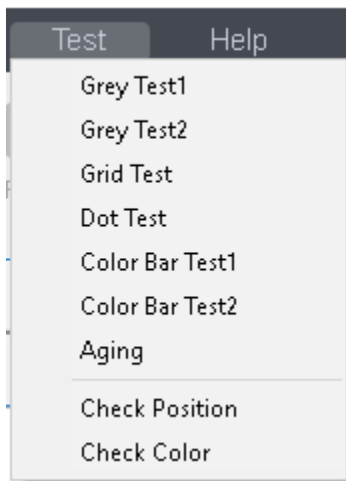 Test Help
Grey Test1
Grey Test2
Grid Test
Dot Test
Color Bar Test1
Color Bar Test2
Aging
Check Position
Check Color